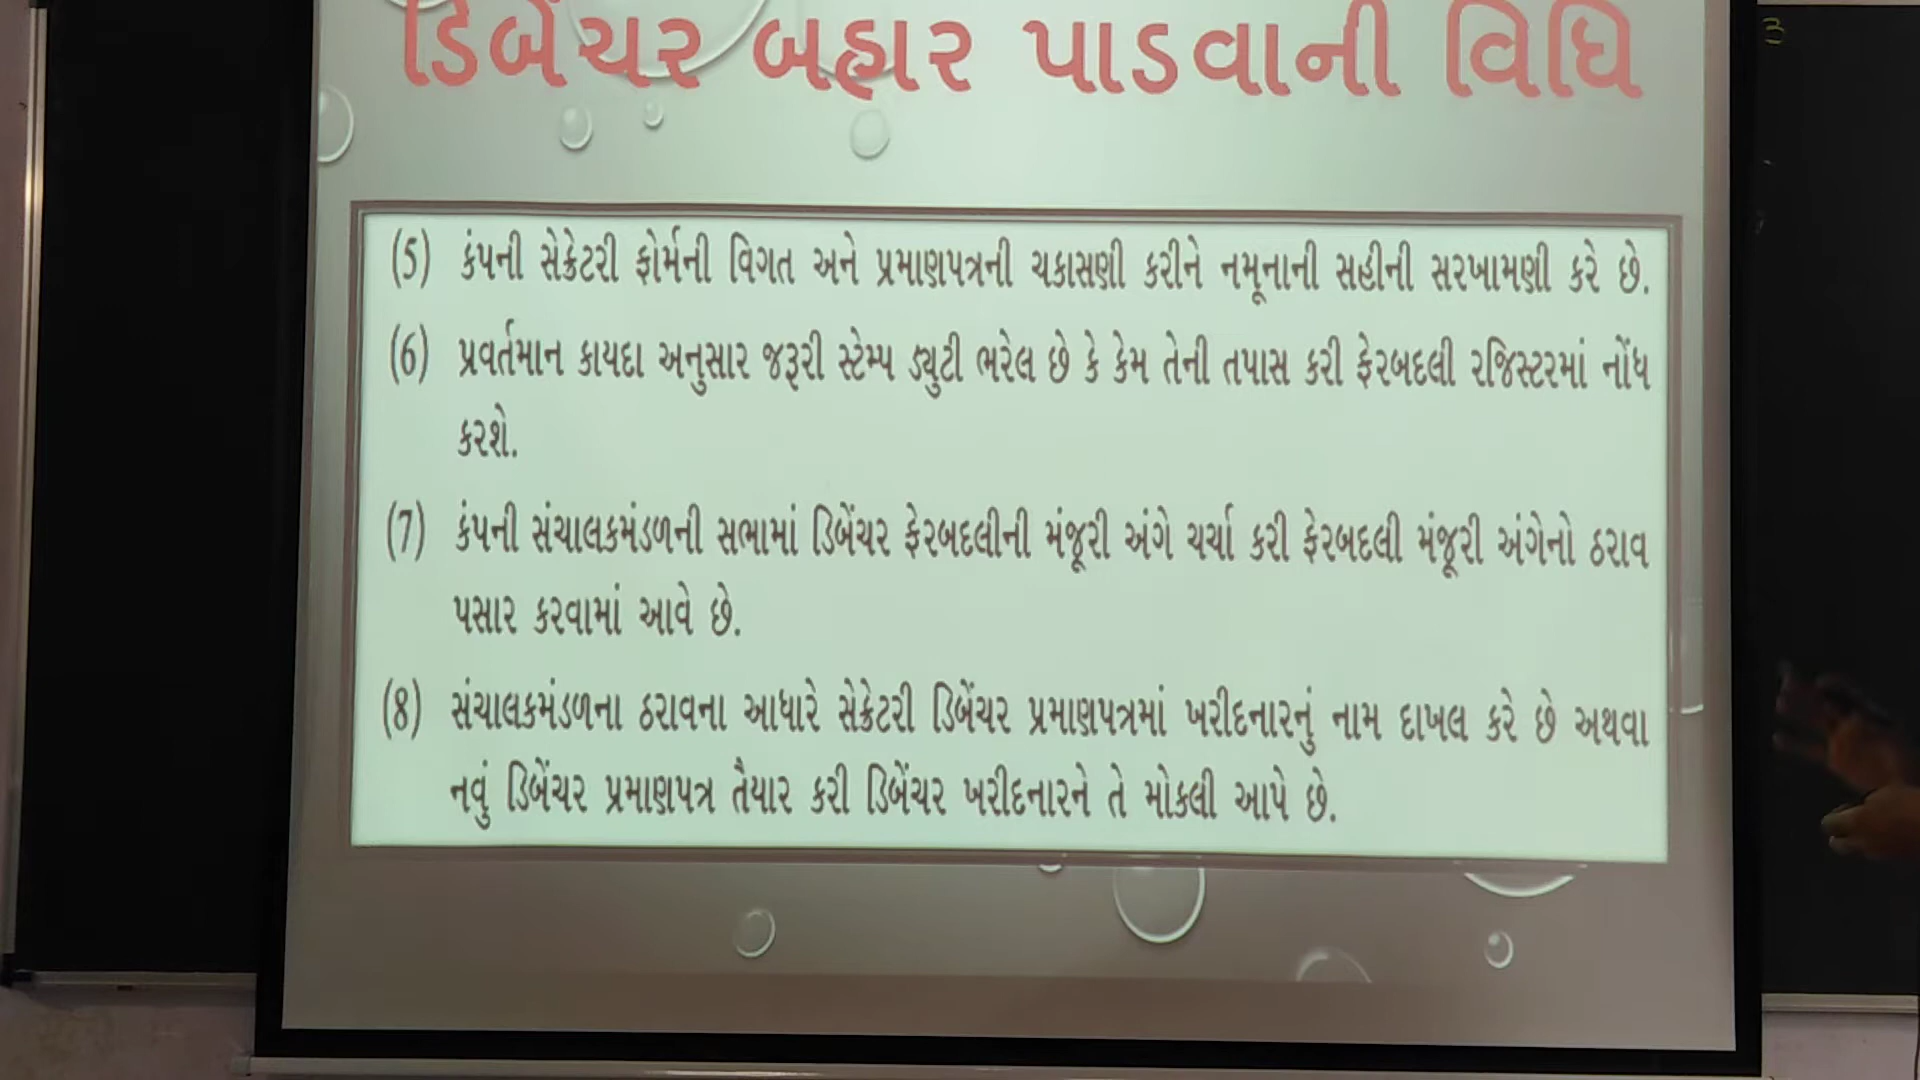 ડિબેંચર બહાર પાડવાની વિધિ
(5) કંપની સેક્રેટરી ફોર્મની વિગત અને પ્રમાણપત્રની ચકાસણી કરીને નમૂનાની સહીની સરખામણી કરે છે.
(6) પ્રવર્તમાન કાયદા અનુસાર જરૂરી સ્ટેમ્પ ડ્યુટી ભરેલ છે કે કેમ તેની તપાસ કરી ફેરબદલી રજિસ્ટરમાં નોંધ
કરશે.
(7) કંપની સંચાલકમંડળની સભામાં ડિબેંચર ફેરબદલીની મંજૂરી અંગે ચર્ચા કરી ફેરબદલી મંજૂરી અંગેનો ઠરાવ
પસાર કરવામાં આવે છે.
(8) સંચાલકમંડળના ઠરાવના આધારે સેક્રેટરી ડિબેંચર પ્રમાણપત્રમાં ખરીદનારનું નામ દાખલ કરે છે અથવા
નવું ડિબેંચર પ્રમાણપત્ર તૈયાર કરી ડિબેંચર ખરીદનારને તે મોકલી આપે છે.